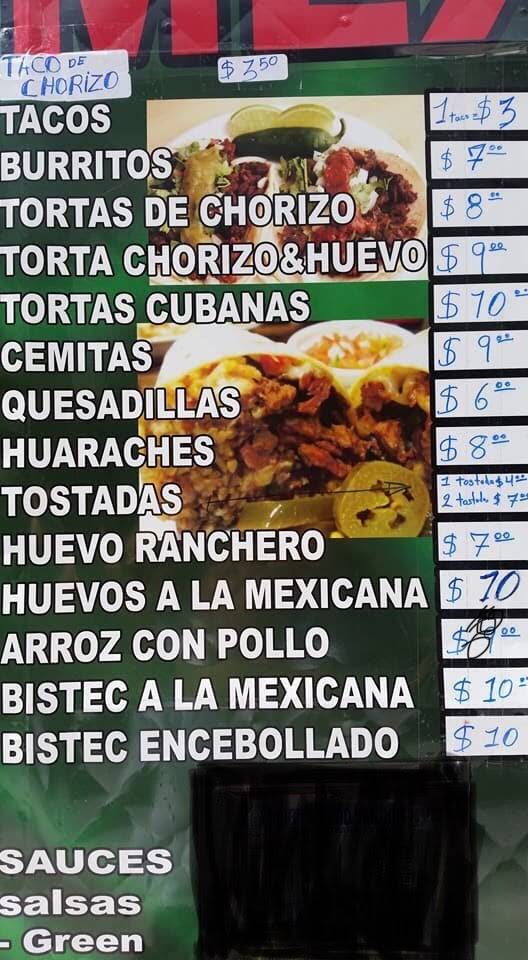 TACO DE CHORIZO $3.50
TACOS 1 taco = $3
BURRITOS $7.00
TORTAS DE CHORIZO $8.00
TORTA CHORIZO&HUEVO $9.00
TORTAS CUBANAS $10.00
CEMITAS $9.00
QUESADILLAS $6.00
HUARACHES $8.00
TOSTADAS 1 tostada $4.00
2 tostadas $7.00
HUEVO RANCHERO $7.00
HUEVOS A LA MEXICANA $10
ARROZ CON POLLO
BISTEC A LA MEXICANA $10.00
BISTEC ENCEBOLLADO $10
SAUCES
salsas
- Green